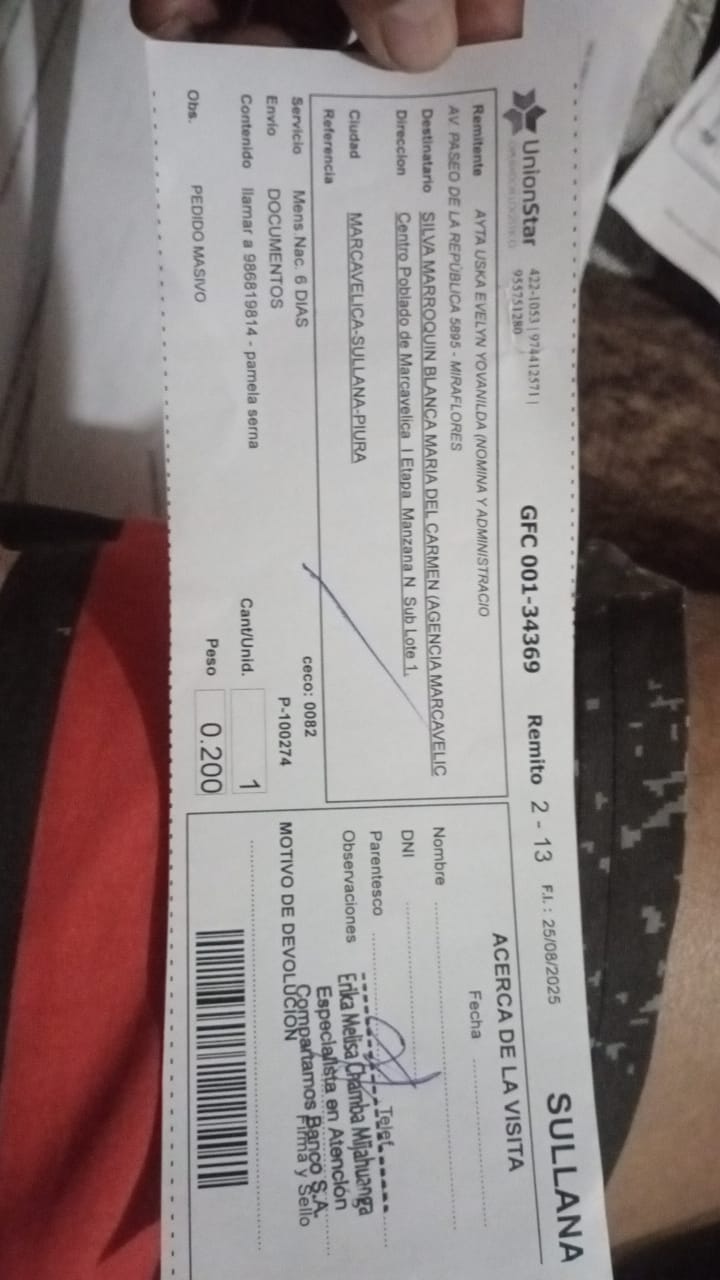 UnionStar
422-1053 | 974412571 |
955751280
GFC 001-34369
Remito 2 - 13
F.I. : 25/08/2025
SULLANA
Remitente AYTA USKA EVELYN YOVANILDA (NOMINA Y ADMINISTRACIO
AV PASEO DE LA REPÚBLICA 5895 - MIRAFLORES
Destinatario SILVA MARROQUIN BLANCA MARIA DEL CARMEN (AGENCIA MARCAVELIC
Direccion Centro Poblado de Marcavelica I Etapa Manzana N Sub Lote 1.
Ciudad MARCAVELICA-SULLANA-PIURA
Referencia
Servicio Mens.Nac. 6 DIAS
ceco: 0082
Envio DOCUMENTOS
P-100274
Contenido llamar a 986819814 - pamela serna
Cant/Unid. 1
Obs. PEDIDO MASIVO
Peso 0.200
ACERCA DE LA VISITA
Fecha
Nombre
DNI
Parentesco
Telef.
Observaciones
Erika Melisa Chamba Mijahuanga
Especialista en Atención
Compartamos Banco S.A.
MOTIVO DE DEVOLUCIÓN
Firma y Sello